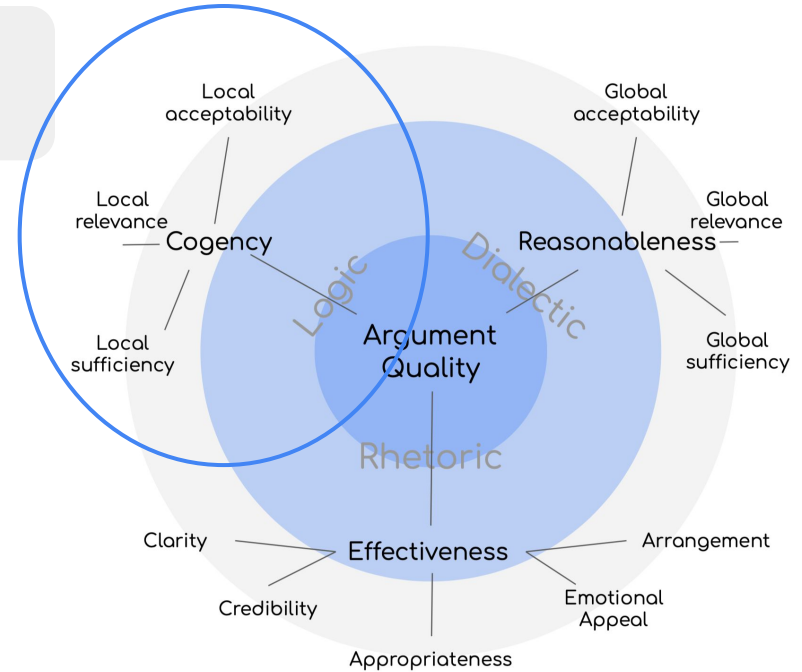 Local
acceptability
Global
acceptability
Local
relevance
Global
relevance
Cogency
Reasonableness
Logic
Dialectic
Argument
Quality
Local
sufficiency
Global
sufficiency
Rhetoric
Clarity
Effectiveness
Arrangement
Credibility
Emotional
Appeal
Appropriateness